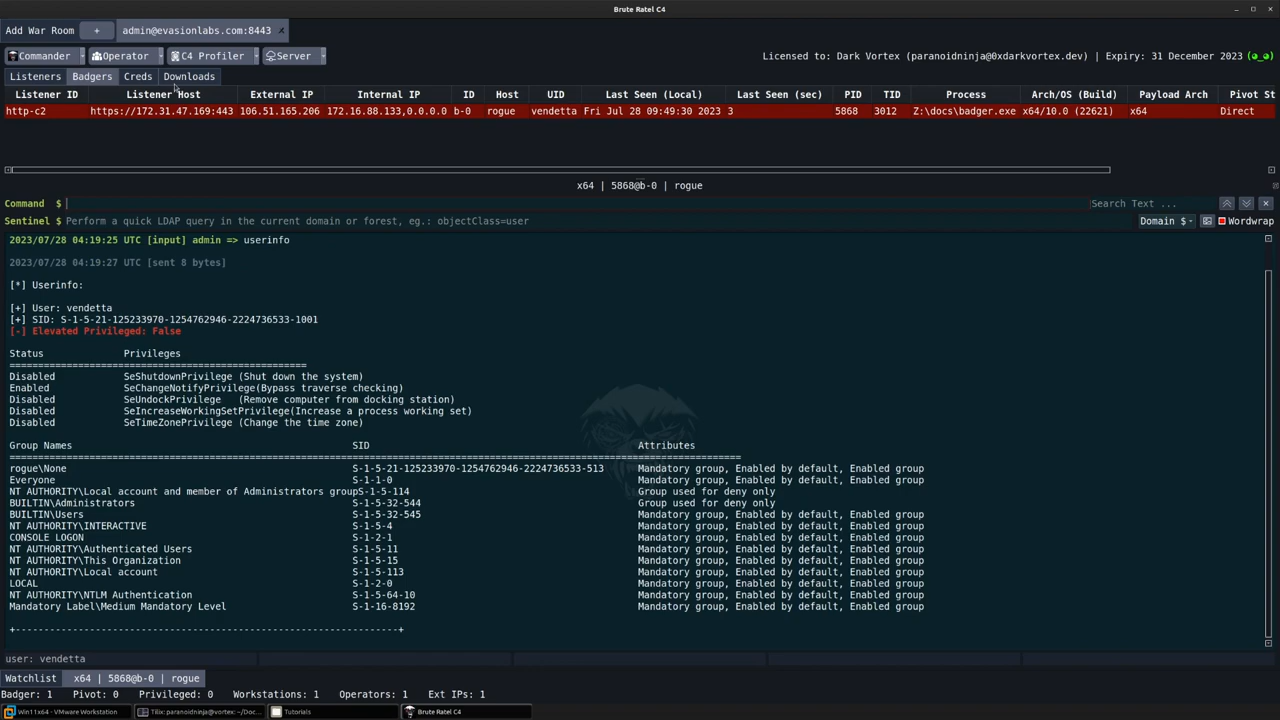 Brute Ratel C4
Add War Room + admin@evasionlabs.com:8443
Commander Operator C4 Profiler Server Licensed to: Dark Vortex (paranoidninja@0xdarkvortex.dev) | Expiry: 31 December 2023 (◕‿◕)
Listeners Badgers Creds Downloads
Listener ID Listener Host External IP Internal IP ID Host UID Last Seen (Local) Last Seen (sec) PID TID Process Arch/OS (Build) Payload Arch Pivot St
http-c2 https://172.31.47.169:443 106.51.165.206 172.16.88.133,0.0.0.0 b-0 rogue vendetta Fri Jul 28 09:49:30 2023 3 5868 3012 Z:\docs\badger.exe x64/10.0 (22621) x64 Direct
x64 | 5868@b-0 | rogue
Command $ Search Text ...
Sentinel $ Perform a quick LDAP query in the current domain or forest, eg.: objectClass=user Domain $ Wordwrap
2023/07/28 04:19:25 UTC [input] admin => userinfo
2023/07/28 04:19:27 UTC [sent 8 bytes]
[*] Userinfo:
[+] User: vendetta
[+] SID: S-1-5-21-125233970-1254762946-2224736533-1001
[-] Elevated Privileged: False
Status Privileges
==========================================
Disabled SeShutdownPrivilege (Shut down the system)
Enabled SeChangeNotifyPrivilege(Bypass traverse checking)
Disabled SeUndockPrivilege (Remove computer from docking station)
Disabled SeIncreaseWorkingSetPrivilege(Increase a process working set)
Disabled SeTimeZonePrivilege (Change the time zone)
Group Names SID Attributes
==========================================
rogue\None S-1-5-21-125233970-1254762946-2224736533-513 Mandatory group, Enabled by default, Enabled group
Everyone S-1-1-0 Mandatory group, Enabled by default, Enabled group
NT AUTHORITY\Local account and member of Administrators groupS-1-5-114 Group used for deny only
BUILTIN\Administrators S-1-5-32-544 Group used for deny only
BUILTIN\Users S-1-5-32-545 Mandatory group, Enabled by default, Enabled group
NT AUTHORITY\INTERACTIVE S-1-5-4 Mandatory group, Enabled by default, Enabled group
CONSOLE LOGON S-1-2-1 Mandatory group, Enabled by default, Enabled group
NT AUTHORITY\Authenticated Users S-1-5-11 Mandatory group, Enabled by default, Enabled group
NT AUTHORITY\This Organization S-1-5-15 Mandatory group, Enabled by default, Enabled group
NT AUTHORITY\Local account S-1-5-113 Mandatory group, Enabled by default, Enabled group
LOCAL S-1-2-0 Mandatory group, Enabled by default, Enabled group
NT AUTHORITY\NTLM Authentication S-1-5-64-10 Mandatory group, Enabled by default, Enabled group
Mandatory Label\Medium Mandatory Level S-1-16-8192 Mandatory group, Enabled by default, Enabled group
+-------------------------------------------------------------------+
user: vendetta
Watchlist x64 | 5868@b-0 | rogue
Badger: 1 Pivot: 0 Privileged: 0 Workstations: 1 Operators: 1 Ext IPs: 1
Win11x64 - VMware Workstation Tilix: paranoidninja@vortex: ~/Doc... Tutorials Brute Ratel C4